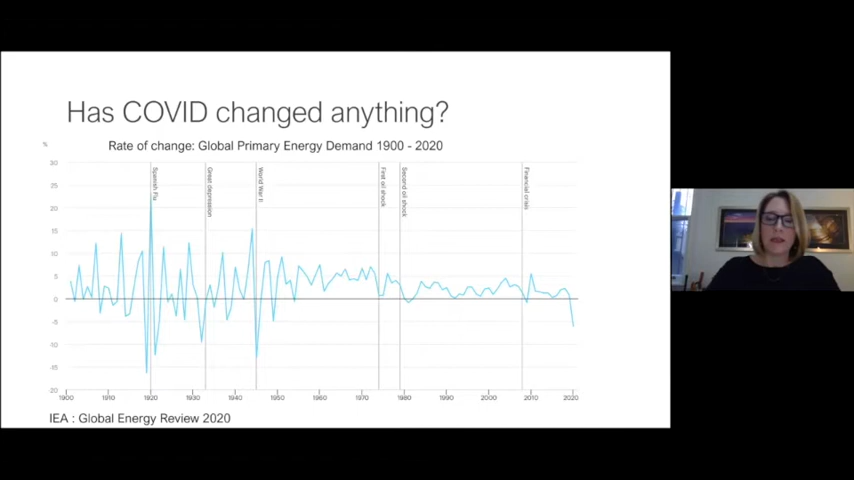 Has COVID changed anything?
Rate of change: Global Primary Energy Demand 1900 - 2020
%
30
25
20
15
10
5
0
-5
-10
-15
-20
Spanish Flu
Great depression
World War II
First oil shock
Second oil shock
Financial crisis
1900
1910
1920
1930
1940
1950
1960
1970
1980
1990
2000
2010
2020
IEA : Global Energy Review 2020